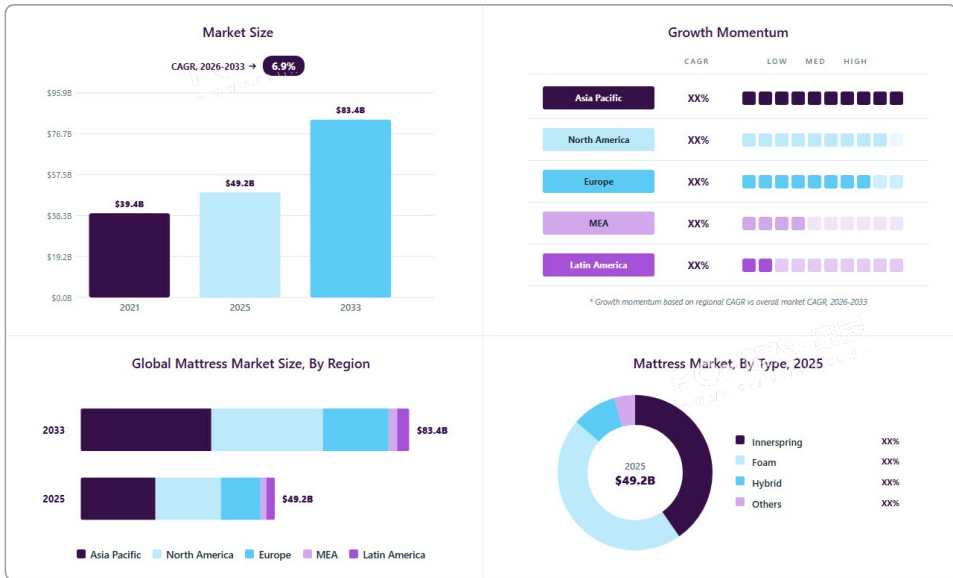 Market Size
CAGR, 2026-2033 → 6.9%
$95.9B
$76.7B
$57.5B
$38.3B
$19.2B
$0.0B
$39.4B
$49.2B
$83.4B
2021
2025
2033
Growth Momentum
CAGR
LOW MED HIGH
Asia Pacific XX%
North America XX%
Europe XX%
MEA XX%
Latin America XX%
* Growth momentum based on regional CAGR vs overall market CAGR, 2026-2033
Global Mattress Market Size, By Region
2033 $83.4B
2025 $49.2B
Asia Pacific North America Europe MEA Latin America
Mattress Market, By Type, 2025
2025
$49.2B
Innerspring XX%
Foam XX%
Hybrid XX%
Others XX%